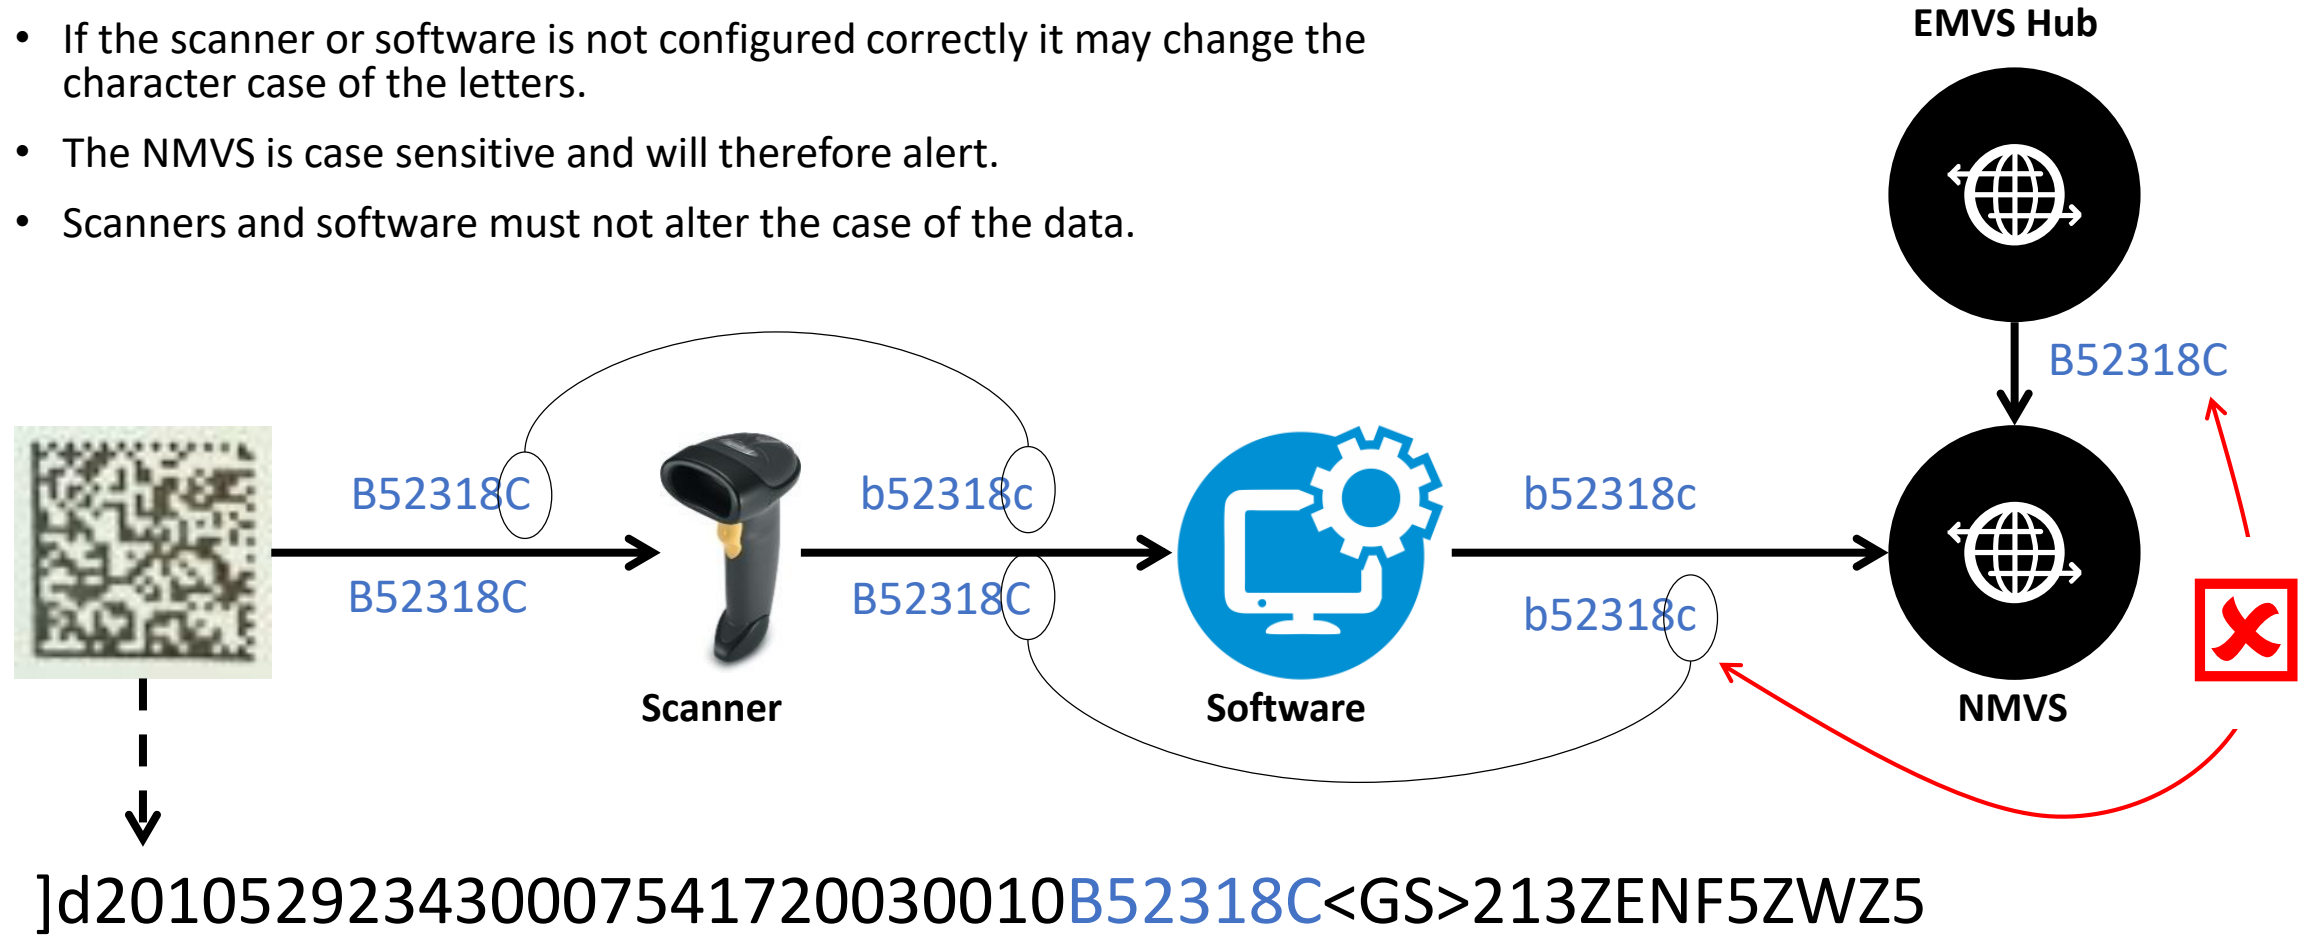 • If the scanner or software is not configured correctly it may change the
character case of the letters.
• The NMVS is case sensitive and will therefore alert.
• Scanners and software must not alter the case of the data.
EMVS Hub
B52318C
B52318C
b52318c
b52318c
B52318C
B52318C
b52318c
Scanner
Software
NMVS
]d201052923430007541720030010B52318C<GS>213ZENF5ZWZ5